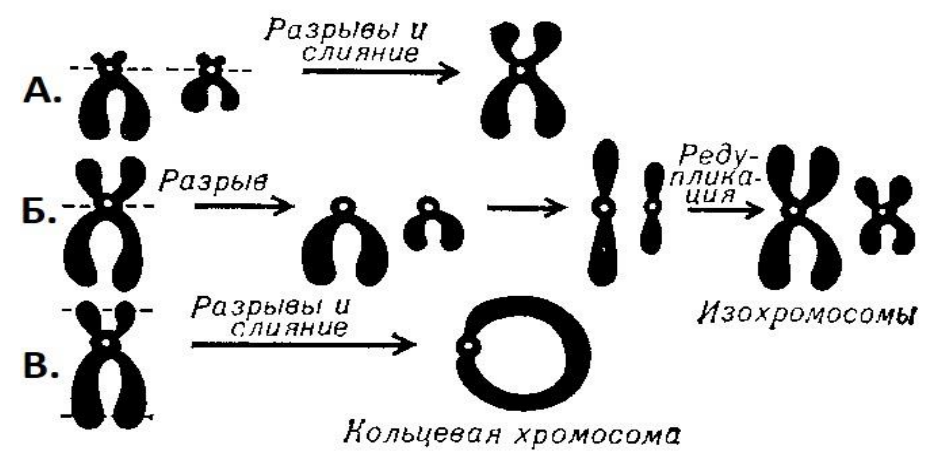 Разрывы и
слияние
А.
Б.
Разрыв
Реду-
плика-
ция
Изохромосомы
В.
Разрывы и
слияние
Кольцевая хромосома